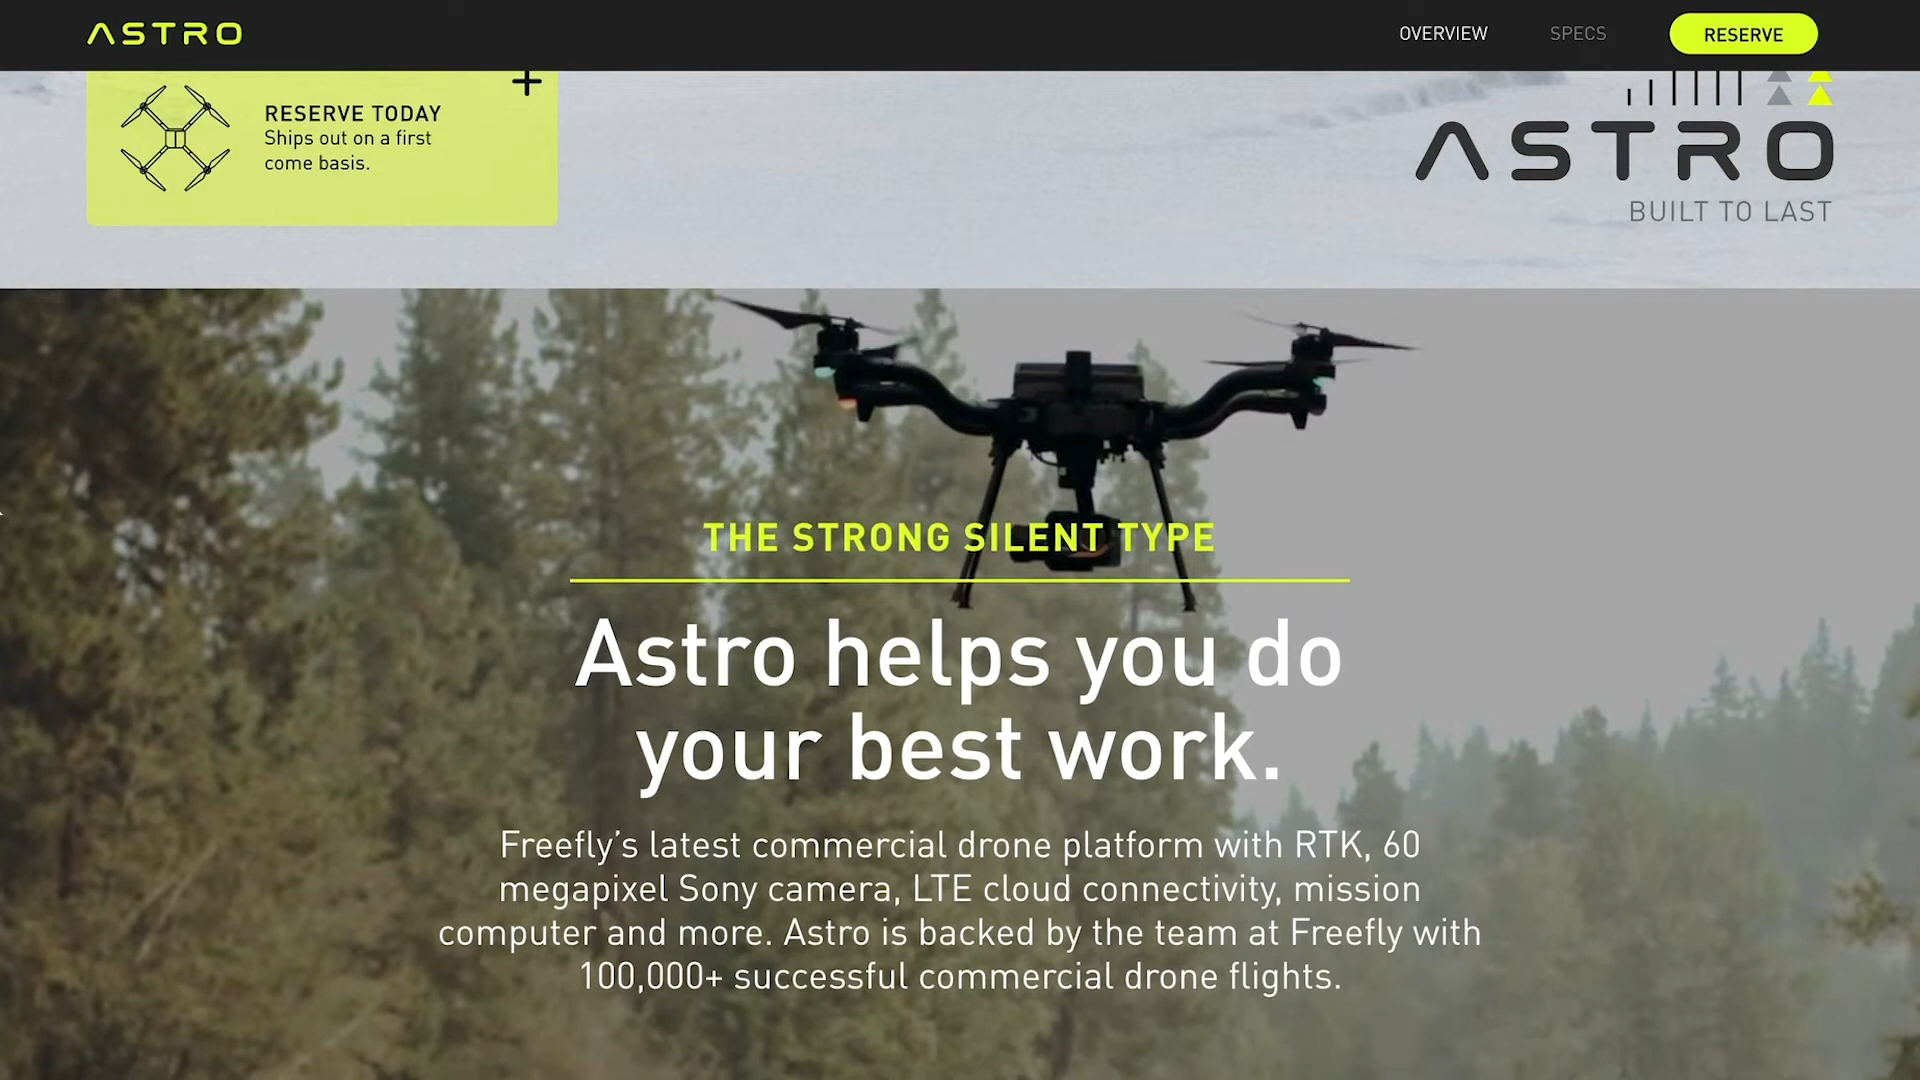 ASTRO
OVERVIEW
SPECS
RESERVE
RESERVE TODAY
Ships out on a first
come basis.
ASTRO
BUILT TO LAST
THE STRONG SILENT TYPE
Astro helps you do
your best work.
Freefly’s latest commercial drone platform with RTK, 60
megapixel Sony camera, LTE cloud connectivity, mission
computer and more. Astro is backed by the team at Freefly with
100,000+ successful commercial drone flights.